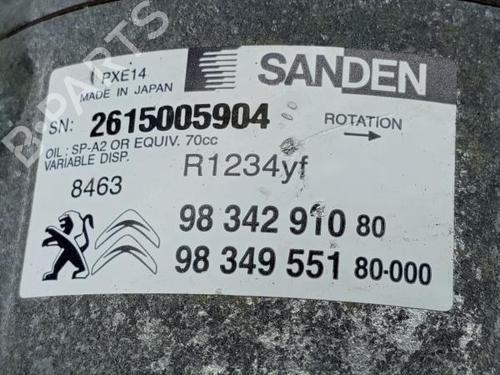 B-PARTS
PXE14
MADE IN JAPAN
SANDEN
SN: 2615005904
ROTATION
OIL : SP-A2 OR EQUIV. 70cc
VARIABLE DISP.
R1234yf
8463
98 342 910 80
98 349 551 80-000